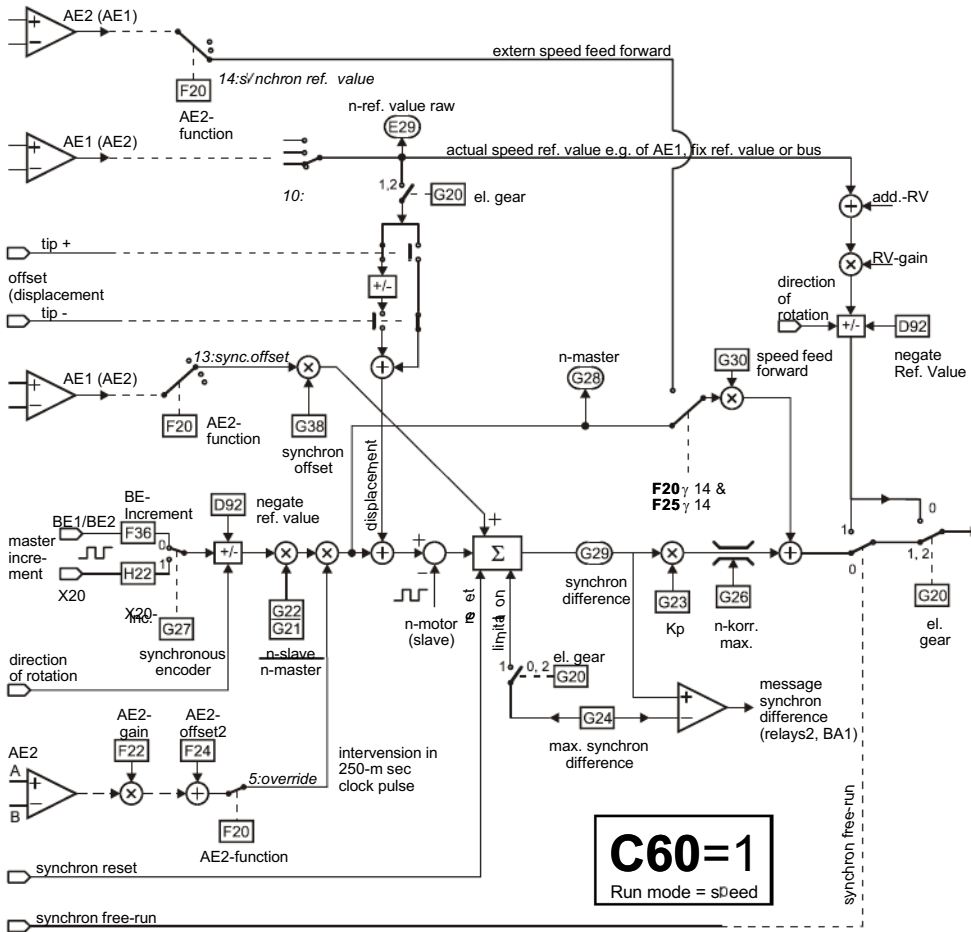 AE2 (AE1)
extern speed feed forward
14:s nchron ref. value
F20
AE2-
function
n-ref. value raw
E29
AE1 (AE2)
actual speed ref. value e.g. of AE1, fix ref. value or bus
10:
1,2
G20
el. gear
add.-RV
RV-gain
tip +
offset
(displacement
tip -
+/-
direction
of
rotation
+/-
D92
negate
Ref. Value
13:sync.offset
AE1 (AE2)
F20
AE2-
function
G38
synchron
offset
n-master
G28
G30
speed feed
forward
displacement
F20 γ 14 &
F25 γ 14
BE-
Increment
BE1/BE2
F36
D92
negate
ref. value
master
incre-
ment
0
1
H22
X20
X20-
Inc.
G27
synchronous
encoder
+/-
G22
G21
n-slave
n-master
n-motor
(slave)
Σ
G29
synchron
difference
G23
Kp
G26
n-korr.
max.
1
0
0
1, 2
G20
el.
gear
direction
of rotation
1
0, 2
el. gear
G20
G24
max. synchron
difference
message
synchron
difference
(relays2, BA1)
AE2
A
B
AE2-
gain
F22
AE2-
offset2
F24
5:override
F20
AE2-function
intervension in
250-m sec
clock pulse
C60=1
Run mode = speed
synchron free-run
synchron reset
synchron free-run